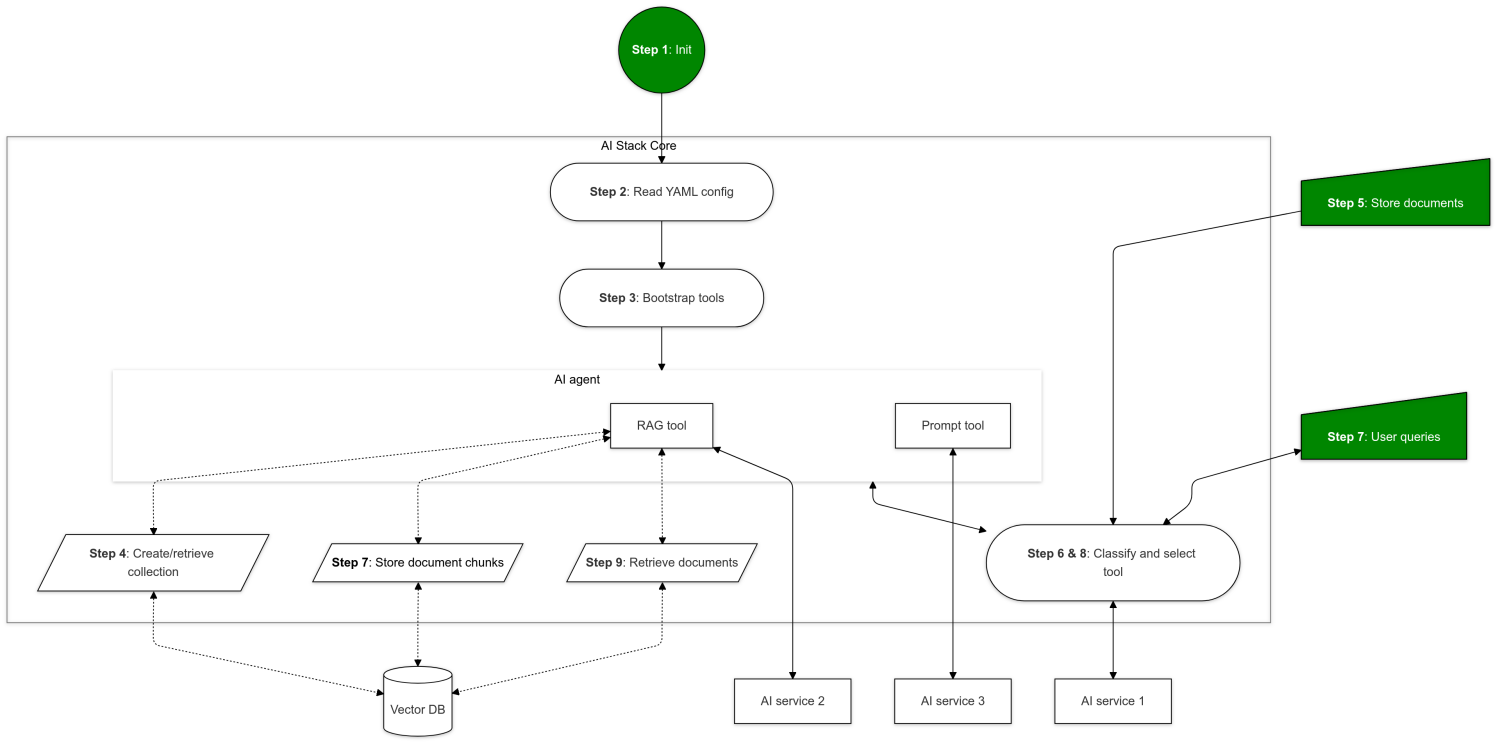 Step 1: Init
AI Stack Core
Step 2: Read YAML config
Step 5: Store documents
Step 3: Bootstrap tools
AI agent
RAG tool
Prompt tool
Step 7: User queries
Step 4: Create/retrieve
collection
Step 7: Store document chunks
Step 9: Retrieve documents
Step 6 & 8: Classify and select
tool
Vector DB
AI service 2
AI service 3
AI service 1